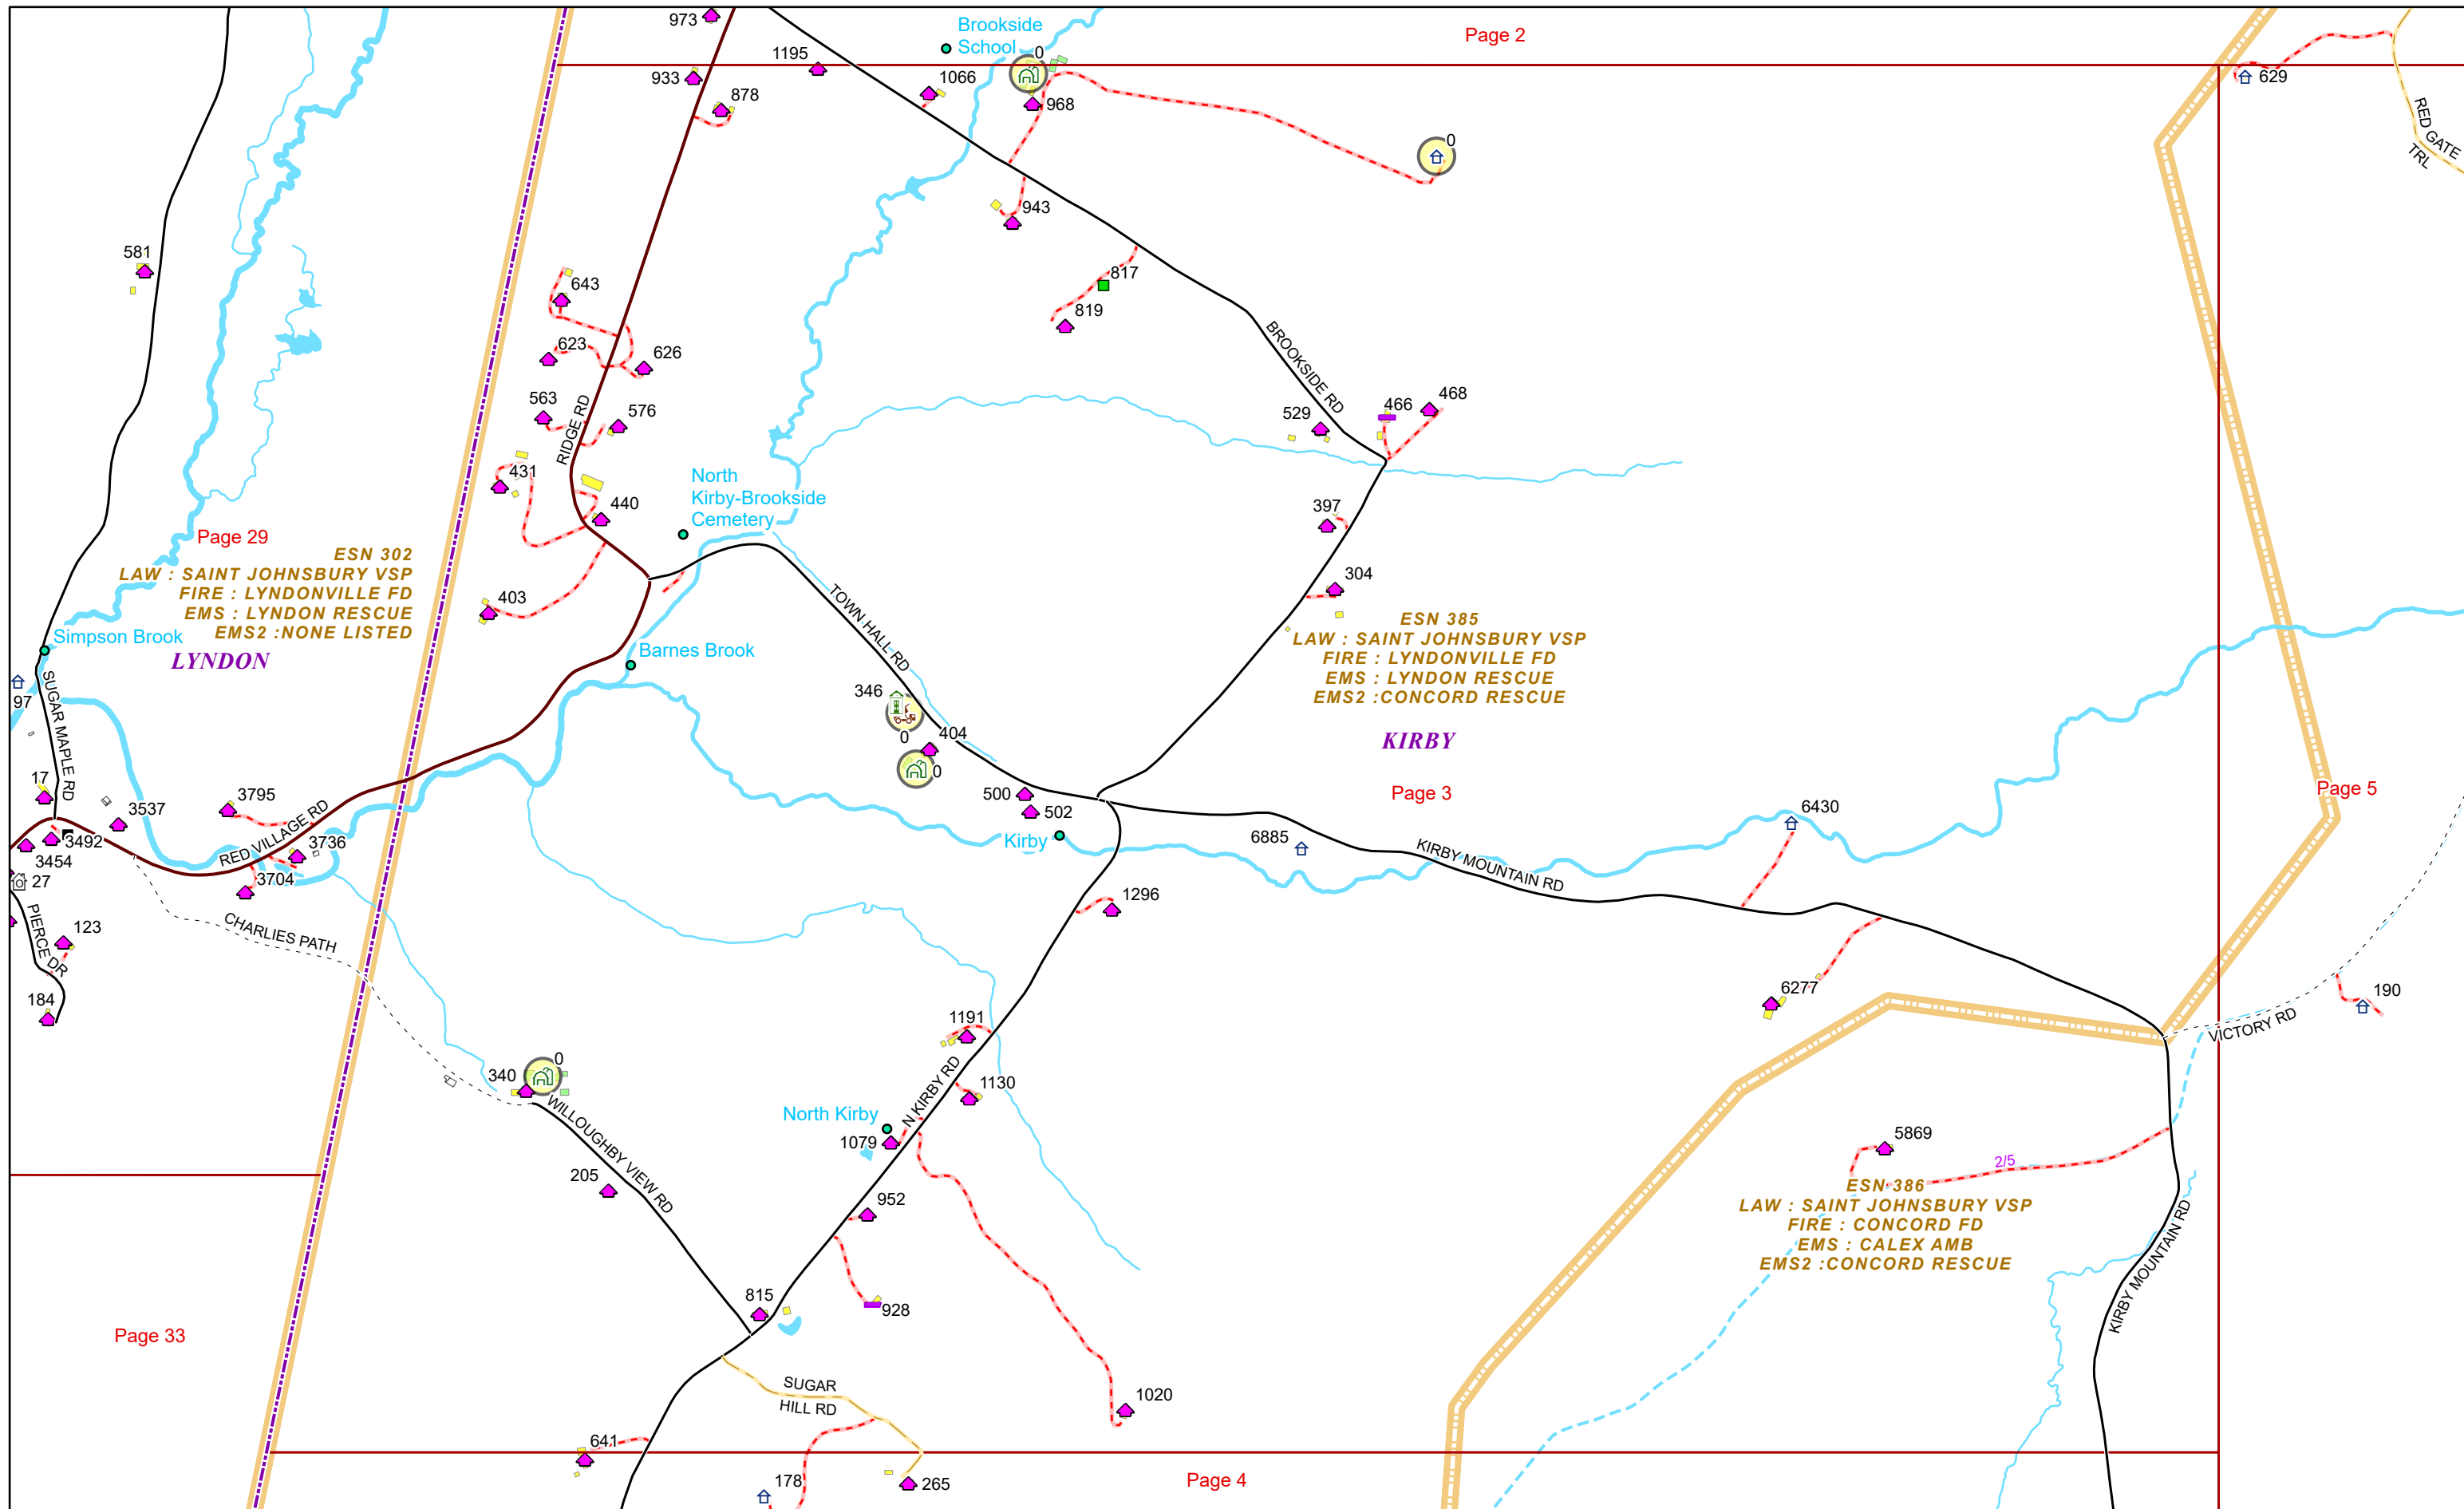 973
Brookside
School
Page 2
1195
0
933
1066
629
878
968
RED GATE
TRL
0
943
581
817
643
819
623
626
BROOKSIDE RD
563
576
RIDGE RD
529
466
468
431
North
Kirby-Brookside
Cemetery
440
397
Page 29
ESN 302
LAW : SAINT JOHNSBURY VSP
FIRE : LYNDONVILLE FD
EMS : LYNDON RESCUE
EMS2 :NONE LISTED
LYNDON
403
304
TOWN HALL RD
ESN 385
LAW : SAINT JOHNSBURY VSP
FIRE : LYNDONVILLE FD
EMS : LYNDON RESCUE
EMS2 :CONCORD RESCUE
KIRBY
Simpson Brook
Barnes Brook
97
SUGAR MAPLE RD
346
0
404
0
17
Page 3
Page 5
3795
3537
500
502
6430
RED VILLAGE RD
3492
3454
3736
Kirby
6885
KIRBY MOUNTAIN RD
27
3704
1296
PIERCE DR
CHARLIES PATH
123
184
6277
190
1191
VICTORY RD
0
340
1130
N KIRBY RD
North Kirby
1079
WILLOUGHBY VIEW RD
5869
2/5
205
ESN 386
LAW : SAINT JOHNSBURY VSP
FIRE : CONCORD FD
EMS : CALEX AMB
EMS2 :CONCORD RESCUE
952
KIRBY MOUNTAIN RD
815
928
Page 33
SUGAR
HILL RD
1020
641
178
265
Page 4